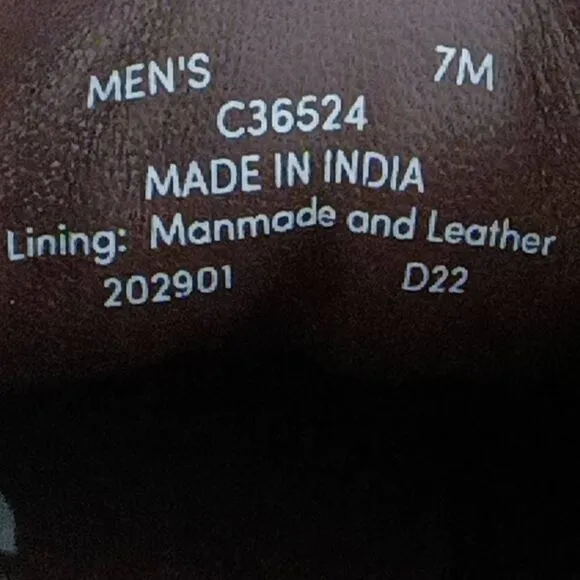 MEN'S 7M
C36524
MADE IN INDIA
Lining: Manmade and Leather
202901 D22